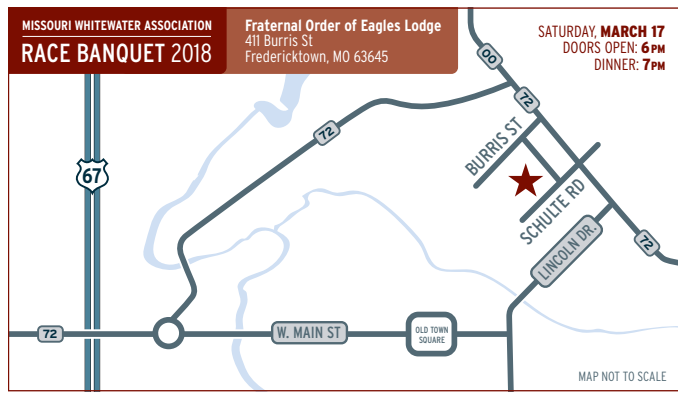 MISSOURI WHITEWATER ASSOCIATION
RACE BANQUET 2018
Fraternal Order of Eagles Lodge
411 Burris St
Fredericktown, MO 63645
SATURDAY, MARCH 17
DOORS OPEN: 6PM
DINNER: 7PM
OO
72
72
BURRIS ST
67
SCHULTE RD
LINCOLN DR.
72
72
W. MAIN ST
OLD TOWN
SQUARE
MAP NOT TO SCALE